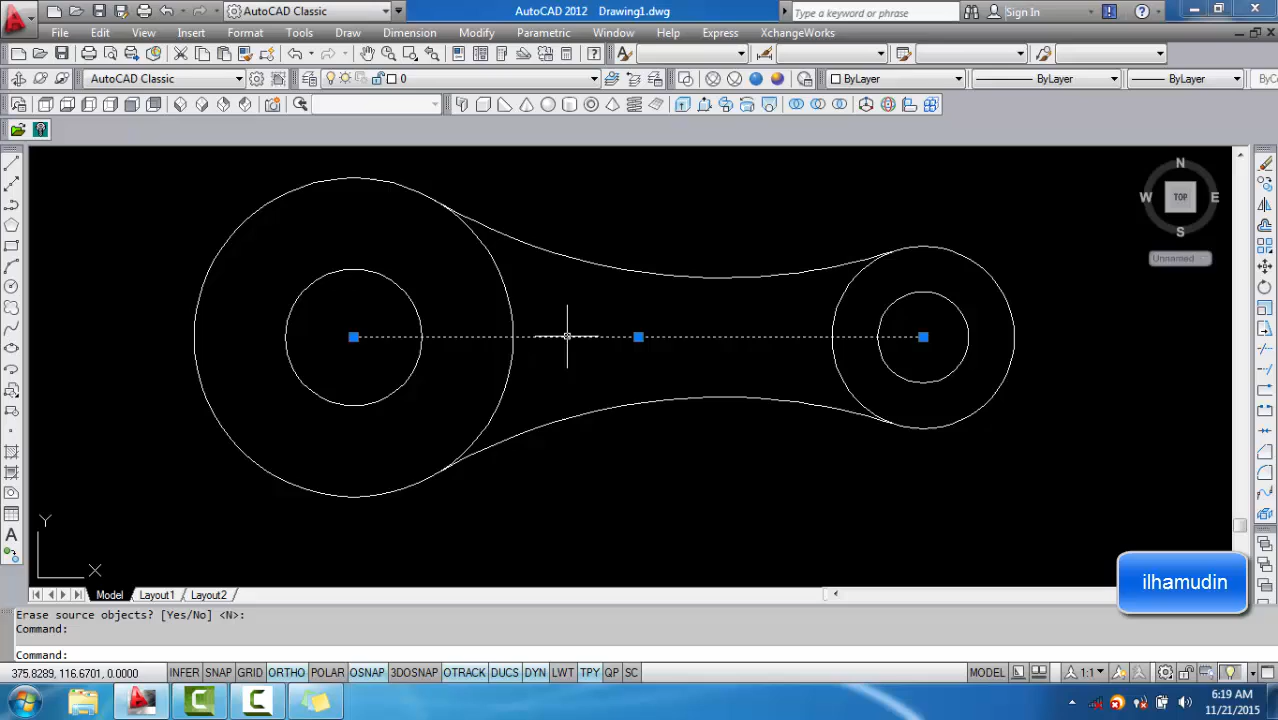 AutoCAD Classic
AutoCAD 2012 Drawing1.dwg
Type a keyword or phrase
Sign In
File Edit View Insert Format Tools Draw Dimension Modify Parametric Window Help Express XchangeWorks
AutoCAD Classic
0
ByLayer
ByLayer
ByLayer
ByCo
N
W
TOP
E
S
Unnamed
Y
X
Model Layout1 Layout2
ilhamudin
Erase source objects? [Yes/No] <N>:
Command:
Command:
375.8289, 116.6701, 0.0000
INFER SNAP GRID ORTHO POLAR OSNAP 3DOSNAP OTRACK DUCS DYN LWT TPY QP SC
MODEL
1:1
6:19 AM
11/21/2015